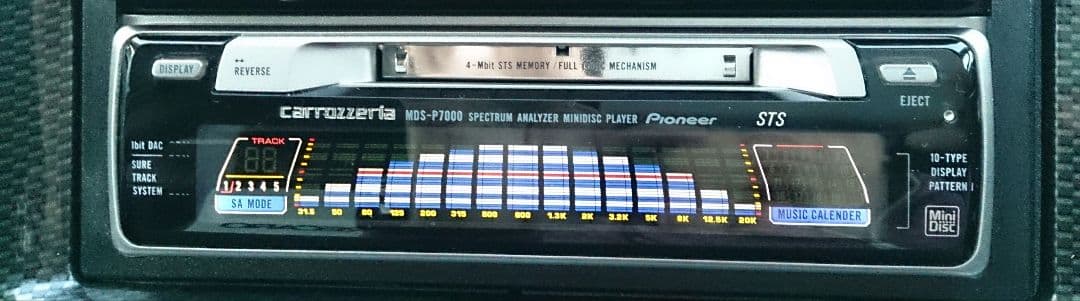 DISPLAY
REVERSE
4-Mbit STS MEMORY / FULL LOGIC MECHANISM
EJECT
carrozzeria MDS-P7000 SPECTRUM ANALYZER MINIDISC PLAYER Pioneer STS
1bit DAC
SURE
TRACK
SYSTEM
TRACK
1 2 3 4 5
SA MODE
31.5 50 80 125 200 315 500 800 1.3K 2K 3.2K 5K 8K 12.5K 20K
MUSIC CALENDER
10-TYPE
DISPLAY
PATTERN
Mini
Disc